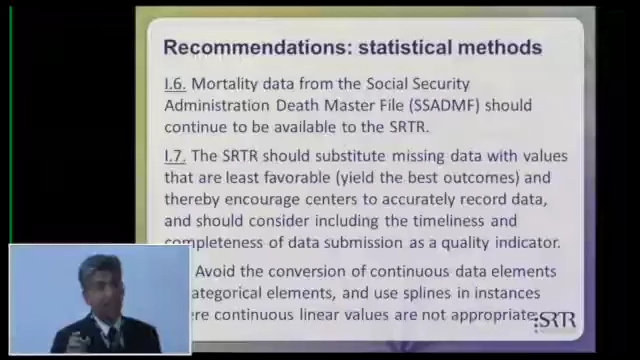 Recommendations: statistical methods
I.6. Mortality data from the Social Security
Administration Death Master File (SSADMF) should
continue to be available to the SRTR.
I.7. The SRTR should substitute missing data with values
that are least favorable (yield the best outcomes) and
thereby encourage centers to accurately record data,
and should consider including the timeliness and
completeness of data submission as a quality indicator.
Avoid the conversion of continuous data elements
ategorical elements, and use splines in instances
ere continuous linear values are not appropriate.
SRTR